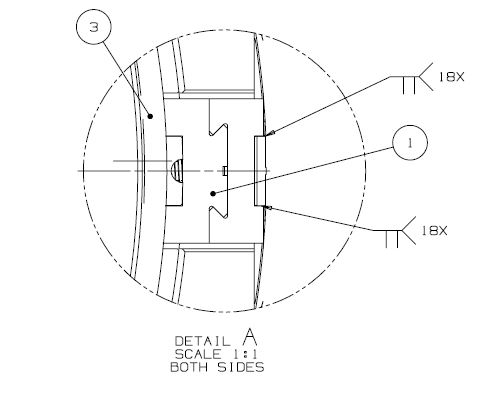 3
18X
1
18X
DETAIL A
SCALE 1:1
BOTH SIDES